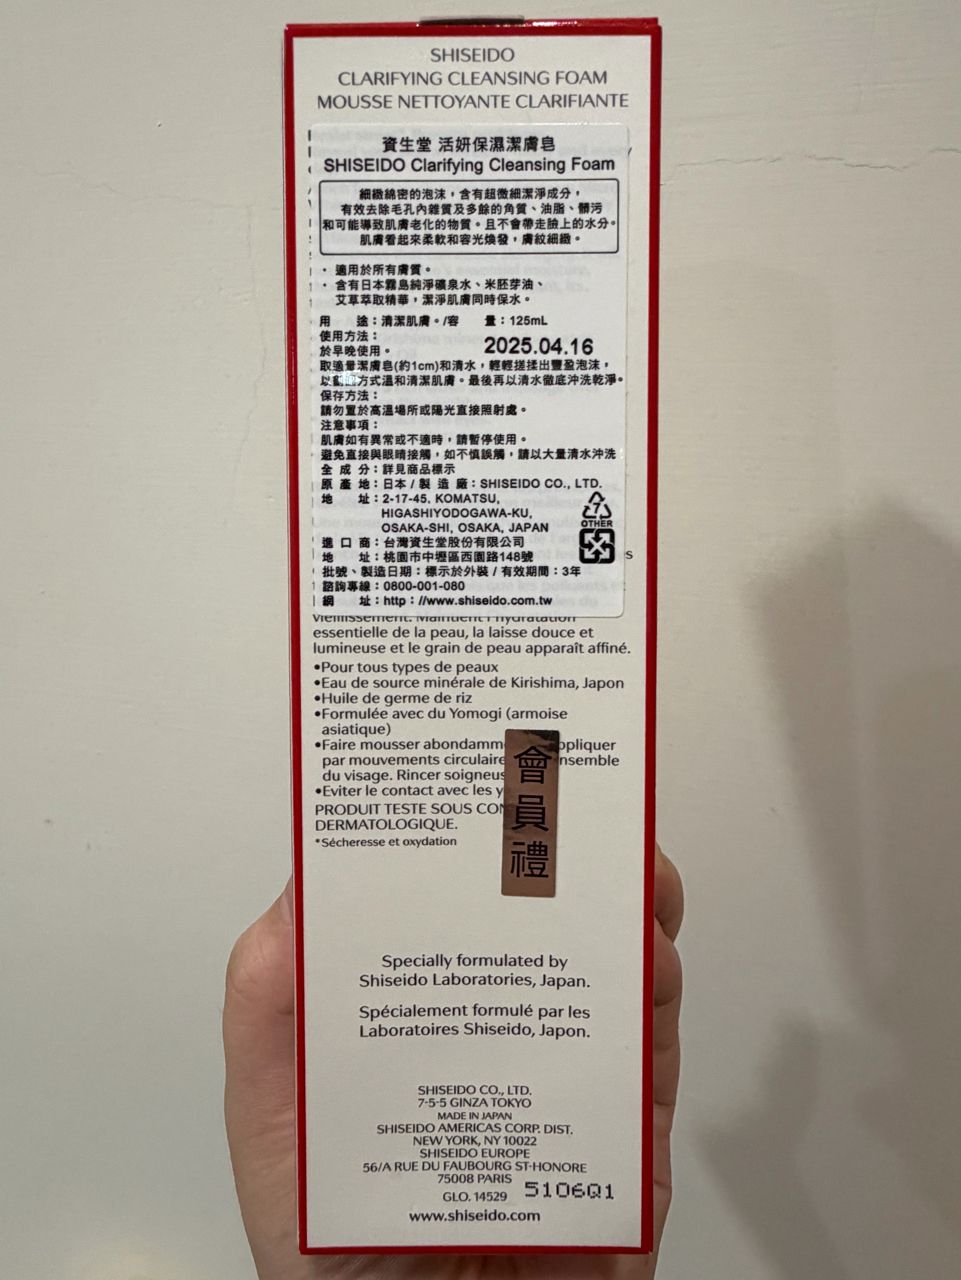 SHISEIDO
CLARIFYING CLEANSING FOAM
MOUSSE NETTOYANTE CLARIFIANTE
資生堂 活妍保濕潔膚皂
SHISEIDO Clarifying Cleansing Foam
細緻綿密的泡沫，含有超微細潔淨成分，
有效去除毛孔內雜質及多餘的角質、油脂、髒污
和可能導致肌膚老化的物質。且不會帶走臉上的水分。
肌膚看起來柔軟和容光煥發，膚紋細緻。
・適用於所有膚質。
・含有日本霧島純淨礦泉水、米胚芽油、
艾草萃取精華，潔淨肌膚同時保水。
用 途：清潔肌膚。/容 量：125mL
使用方法：
於早晚使用。
2025.04.16
取適量潔膚皂(約1cm)和清水，輕輕搓揉出豐盈泡沫，
以 方式溫和清潔肌膚。最後再以清水徹底沖洗乾淨。
保存方法：
請勿置於高溫場所或陽光直接照射處。
注意事項：
肌膚如有異常或不適時，請暫停使用。
避免直接與眼睛接觸，如不慎誤觸，請以大量清水沖洗
全 成 分：詳見商品標示
原 產 地：日本 / 製 造 廠：SHISEIDO CO., LTD.
地 址：2-17-45, KOMATSU,
HIGASHIYODOGAWA-KU,
OSAKA-SHI, OSAKA, JAPAN
7
OTHER
進 口 商：台灣資生堂股份有限公司
地 址：桃園市中壢區西園路148號
批號、製造日期：標示於外裝 / 有效期間：3年
諮詢專線：0800-001-080
網 址：http：//www.shiseido.com.tw
vieillissement. Maintient l'hydratation
essentielle de la peau, la laisse douce et
lumineuse et le grain de peau apparaît affiné.
•Pour tous types de peaux
•Eau de source minérale de Kirishima, Japon
•Huile de germe de riz
•Formulée avec du Yomogi (armoise
asiatique)
•Faire mousser abondamm ppliquer
par mouvements circulaire nsemble
du visage. Rincer soigneus
•Eviter le contact avec les y
PRODUIT TESTE SOUS CON
DERMATOLOGIQUE.
*Sécheresse et oxydation
會員禮
Specially formulated by
Shiseido Laboratories, Japan.
Spécialement formulé par les
Laboratoires Shiseido, Japon.
SHISEIDO CO., LTD.
7-5-5 GINZA TOKYO
MADE IN JAPAN
SHISEIDO AMERICAS CORP. DIST.
NEW YORK, NY 10022
SHISEIDO EUROPE
56/A RUE DU FAUBOURG ST-HONORE
75008 PARIS
GLO. 14529 5106Q1
www.shiseido.com